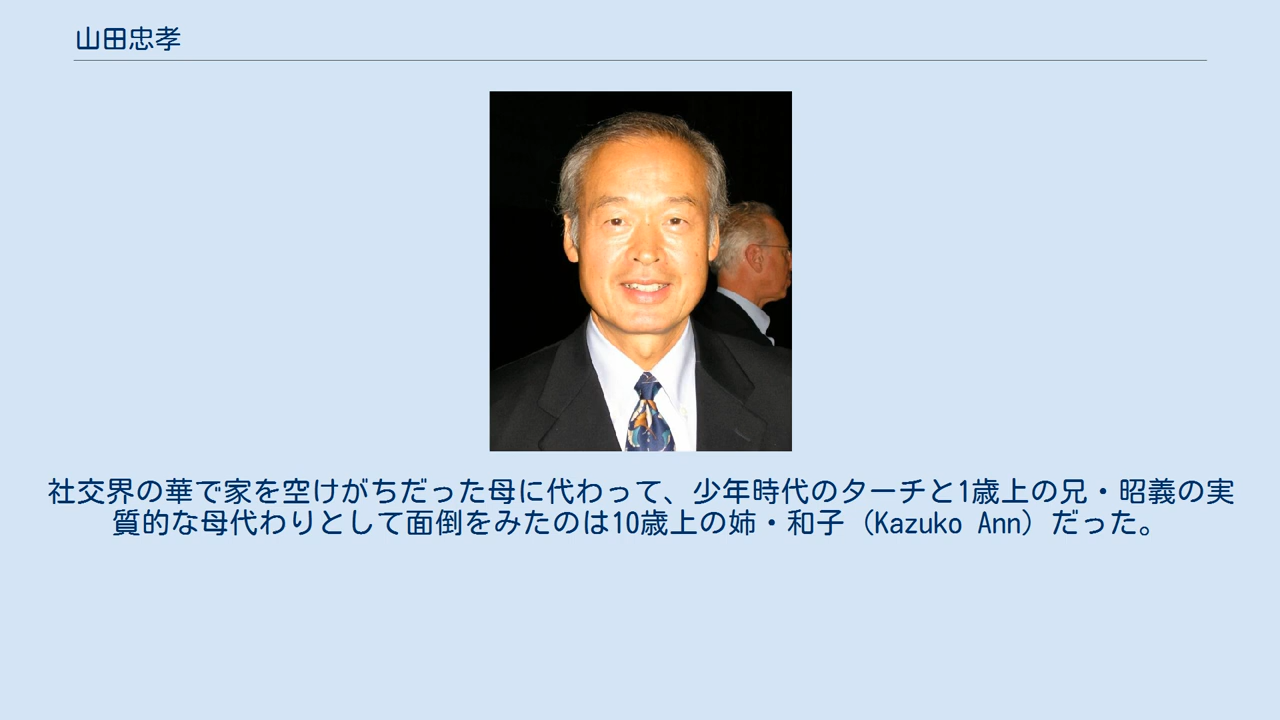 山田忠孝
社交界の華で家を空けがちだった母に代わって、少年時代のターチと1歳上の兄・昭義の実
質的な母代わりとして面倒をみたのは10歳上の姉・和子（Kazuko Ann）だった。